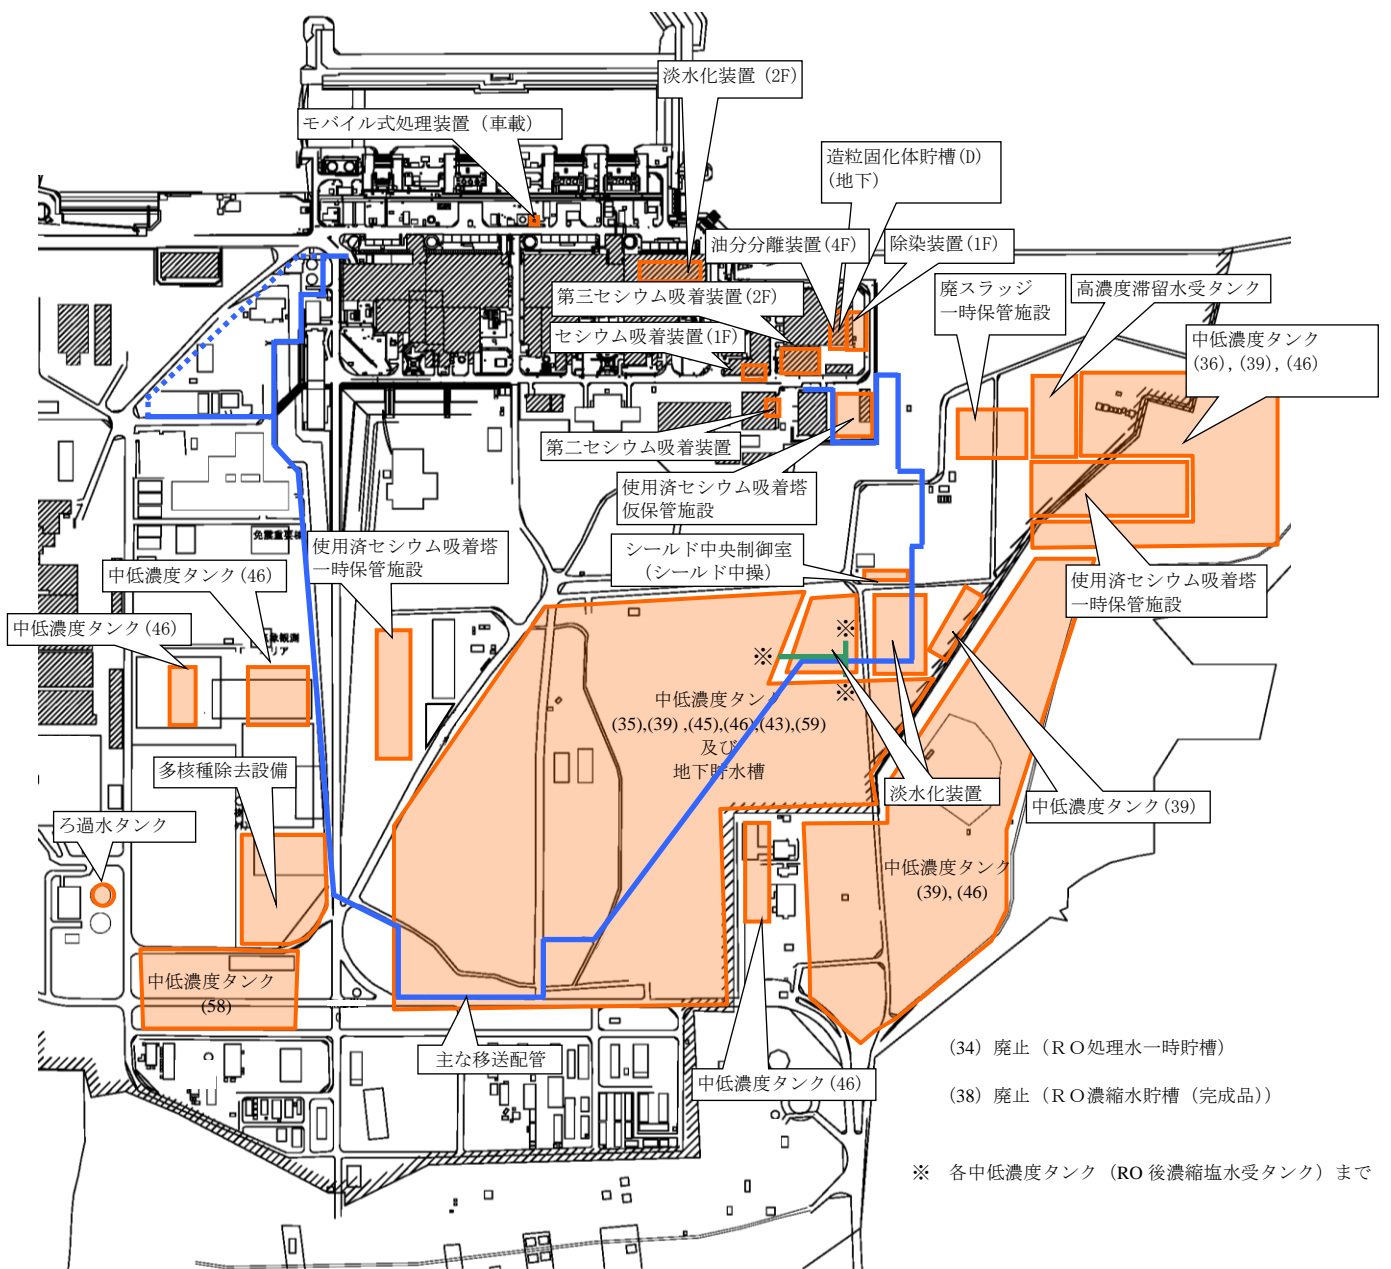 淡水化装置 (2F)
モバイル式処理装置 (車載)
造粒固化体貯槽(D)
(地下)
油分分離装置(4F)
除染装置(1F)
廃スラッジ
一時保管施設
高濃度滞留水受タンク
第三セシウム吸着装置(2F)
セシウム吸着装置(1F)
中低濃度タンク
(36), (39), (46)
第二セシウム吸着装置
使用済セシウム吸着塔
仮保管施設
使用済セシウム吸着塔
一時保管施設
シールド中央制御室
(シールド中操)
使用済セシウム吸着塔
一時保管施設
中低濃度タンク(46)
中低濃度タンク(46)
※
※
※
中低濃度タンク
(35),(39) ,(45),(46),(43),(59)
及び
地下貯水槽
多核種除去設備
淡水化装置
中低濃度タンク(39)
ろ過水タンク
中低濃度タンク
(39), (46)
中低濃度タンク
(58)
主な移送配管
中低濃度タンク(46)
(34) 廃止 (ＲＯ処理水一時貯槽)
(38) 廃止 (ＲＯ濃縮水貯槽 (完成品))
※ 各中低濃度タンク (RO 後濃縮塩水受タンク) まで